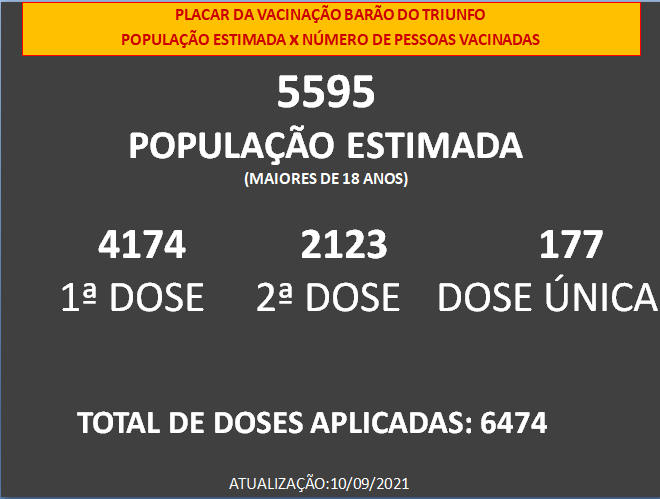 PLACAR DA VACINAÇÃO BARÃO DO TRIUNFO
POPULAÇÃO ESTIMADA x NÚMERO DE PESSOAS VACINADAS
5595
POPULAÇÃO ESTIMADA
(MAIORES DE 18 ANOS)
4174 2123 177
1ª DOSE 2ª DOSE DOSE ÚNICA
TOTAL DE DOSES APLICADAS: 6474
ATUALIZAÇÃO:10/09/2021